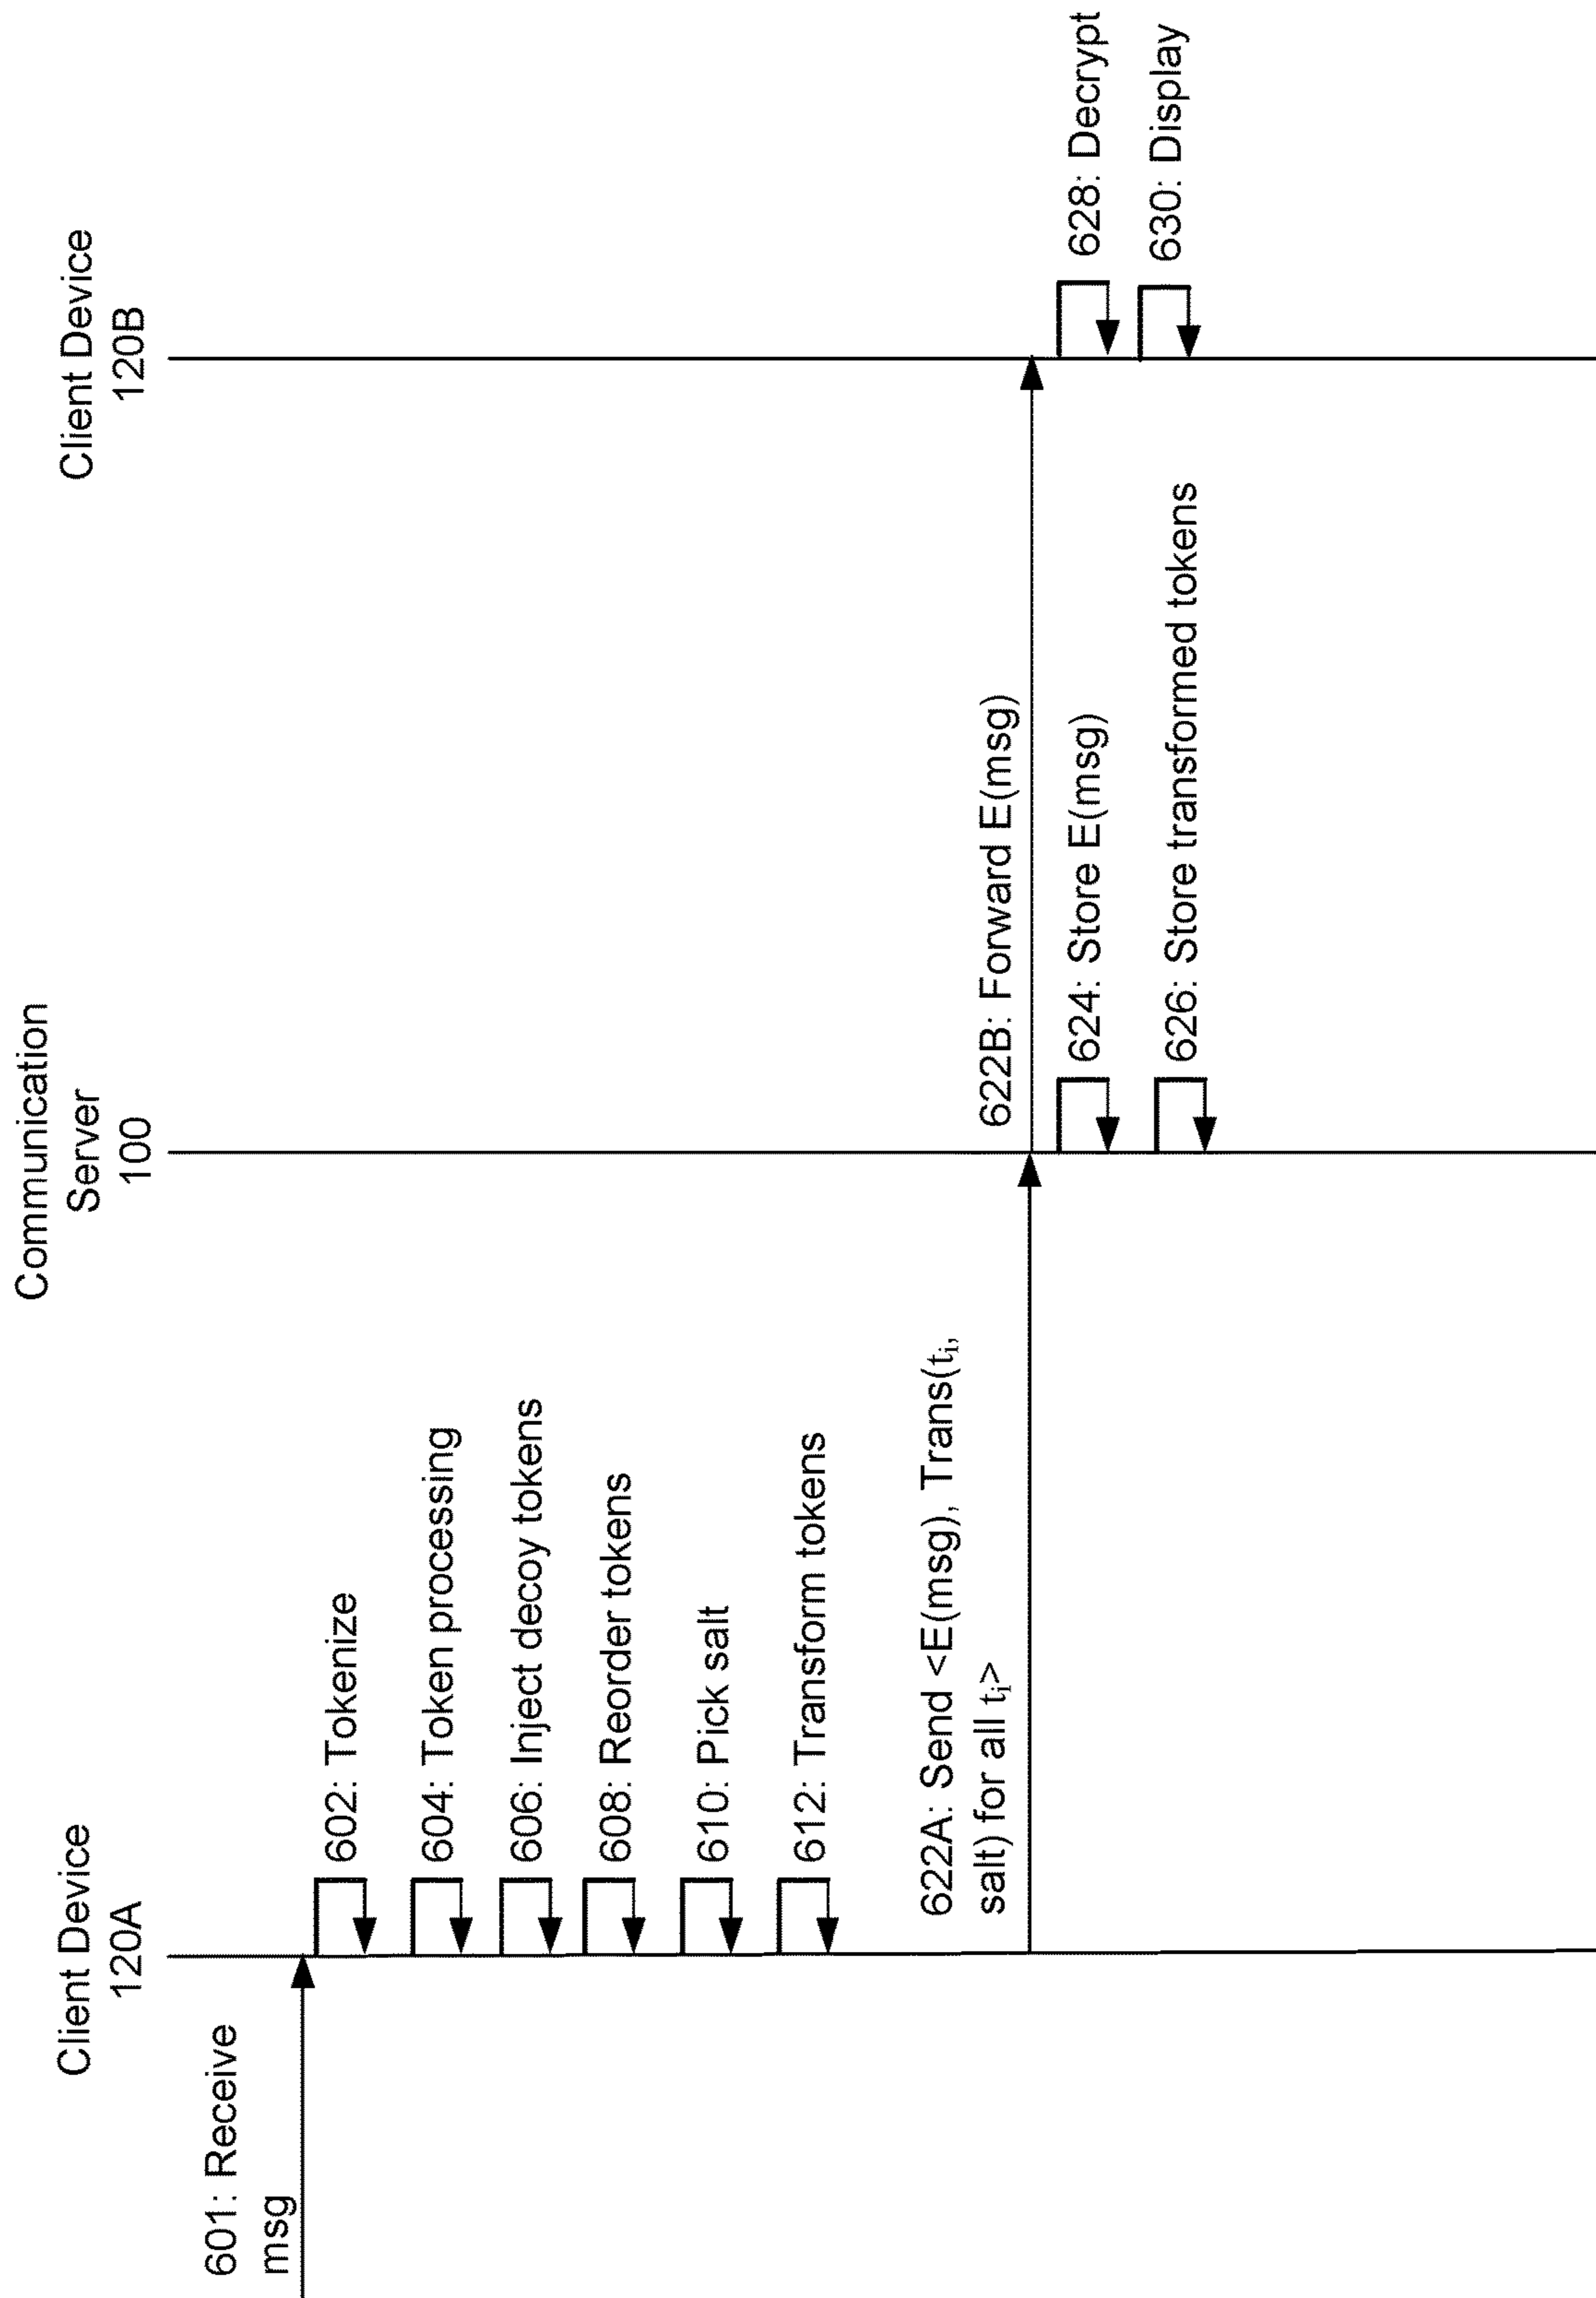 Client Device
120A
Communication
Server
100
Client Device
120B
601: Receive
msg
602: Tokenize
604: Token processing
606: Inject decoy tokens
608: Reorder tokens
610: Pick salt
612: Transform tokens
622A: Send <E(msg), Trans(tᵢ,
salt) for all tᵢ>
622B: Forward E(msg)
624: Store E(msg)
626: Store transformed tokens
628: Decrypt
630: Display